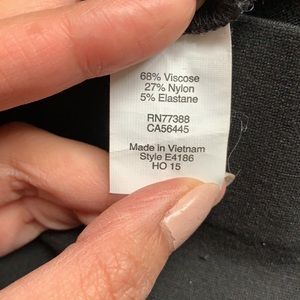 68% Viscose
27% Nylon
5% Elastane
RN77388
CA56445
Made in Vietnam
Style E4186
HO 15